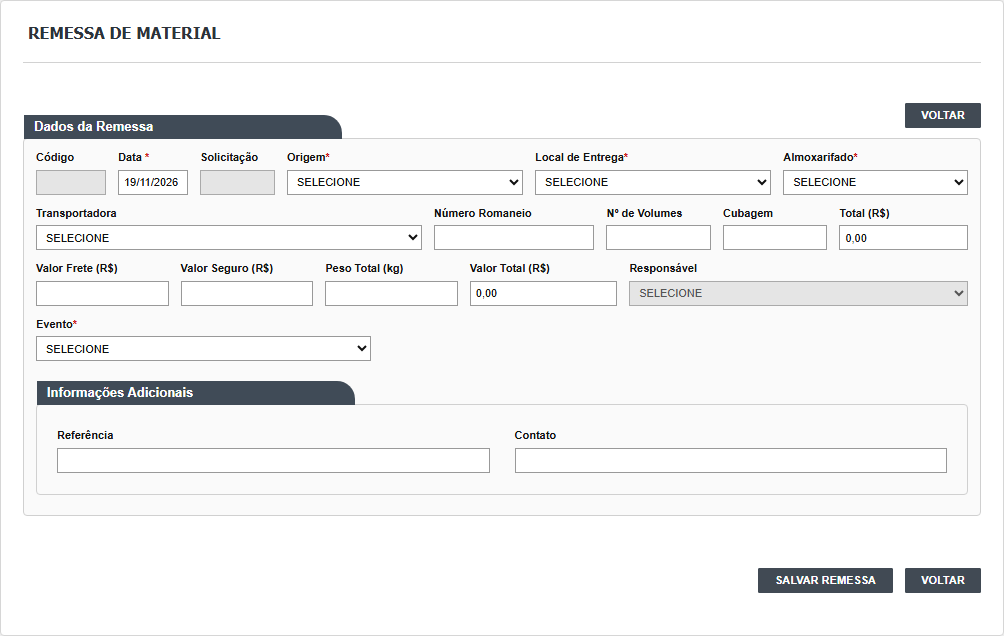 REMESSA DE MATERIAL
VOLTAR
Dados da Remessa
Código Data * Solicitação Origem* Local de Entrega* Almoxarifado*
19/11/2026 SELECIONE SELECIONE SELECIONE
Transportadora Número Romaneio Nº de Volumes Cubagem Total (R$)
SELECIONE 0,00
Valor Frete (R$) Valor Seguro (R$) Peso Total (kg) Valor Total (R$) Responsável
0,00 SELECIONE
Evento*
SELECIONE
Informações Adicionais
Referência Contato
SALVAR REMESSA VOLTAR